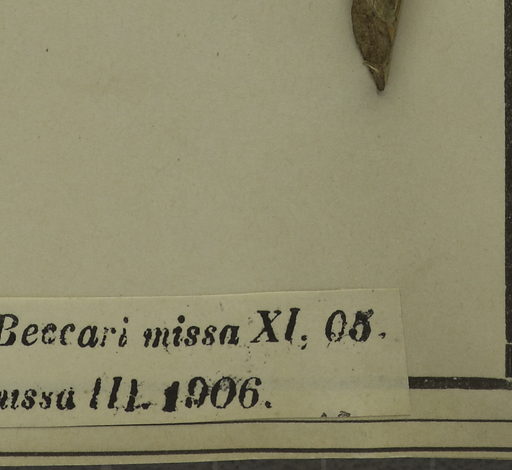 Beccari missa XI, 05.
ussa III. 1906.